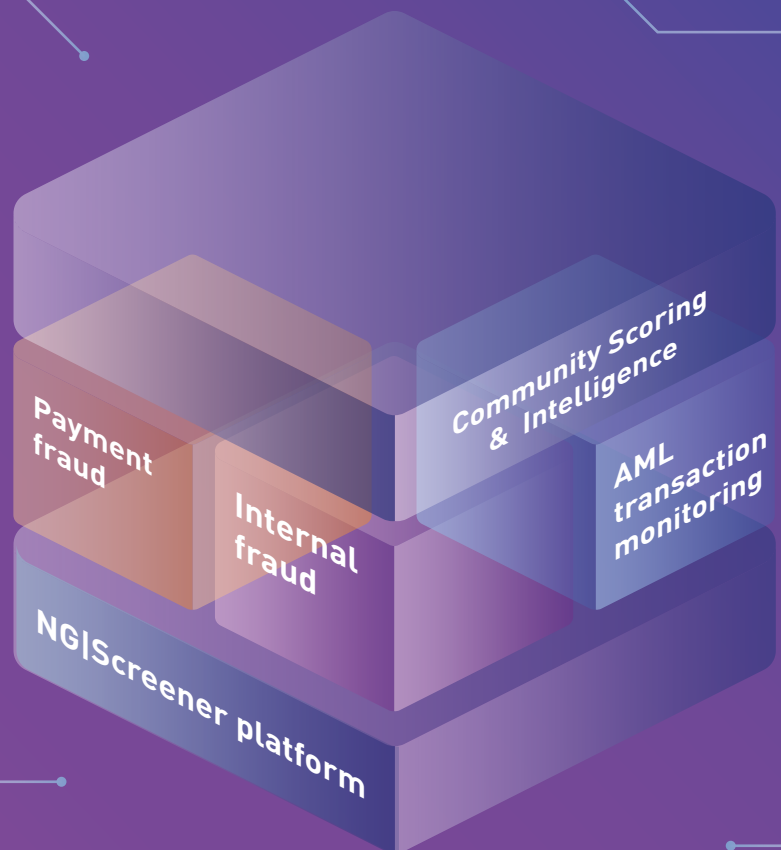 Community Scoring
& Intelligence
Payment
fraud
Internal
fraud
AML
transaction
monitoring
NG|Screener platform